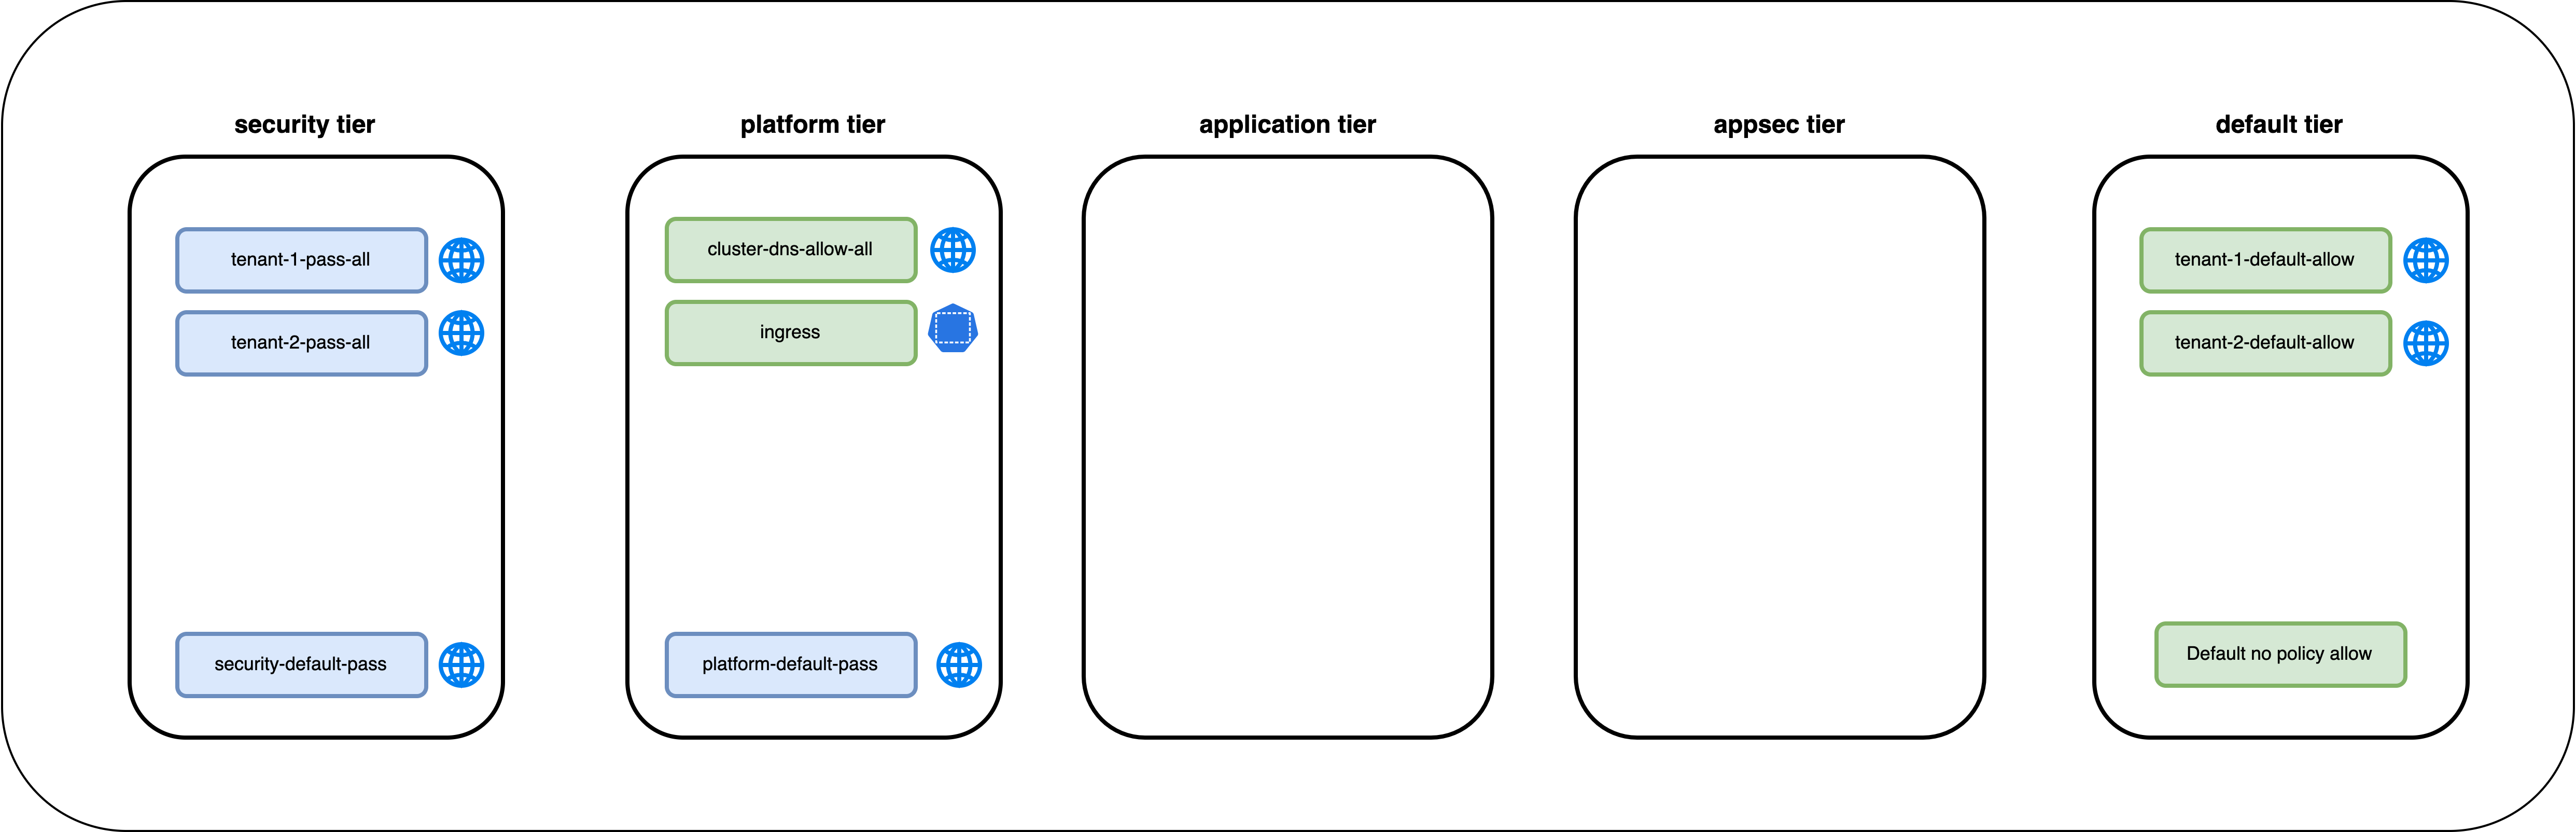 security tier
tenant-1-pass-all
tenant-2-pass-all
security-default-pass
platform tier
cluster-dns-allow-all
ingress
platform-default-pass
application tier
appsec tier
default tier
tenant-1-default-allow
tenant-2-default-allow
Default no policy allow